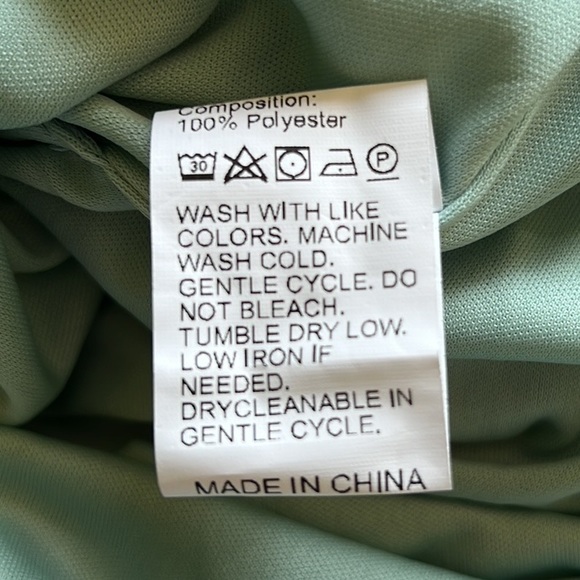 Composition:
100% Polyester
30 P
WASH WITH LIKE
COLORS. MACHINE
WASH COLD.
GENTLE CYCLE. DO
NOT BLEACH.
TUMBLE DRY LOW.
LOW IRON IF
NEEDED.
DRYCLEANABLE IN
GENTLE CYCLE.
MADE IN CHINA